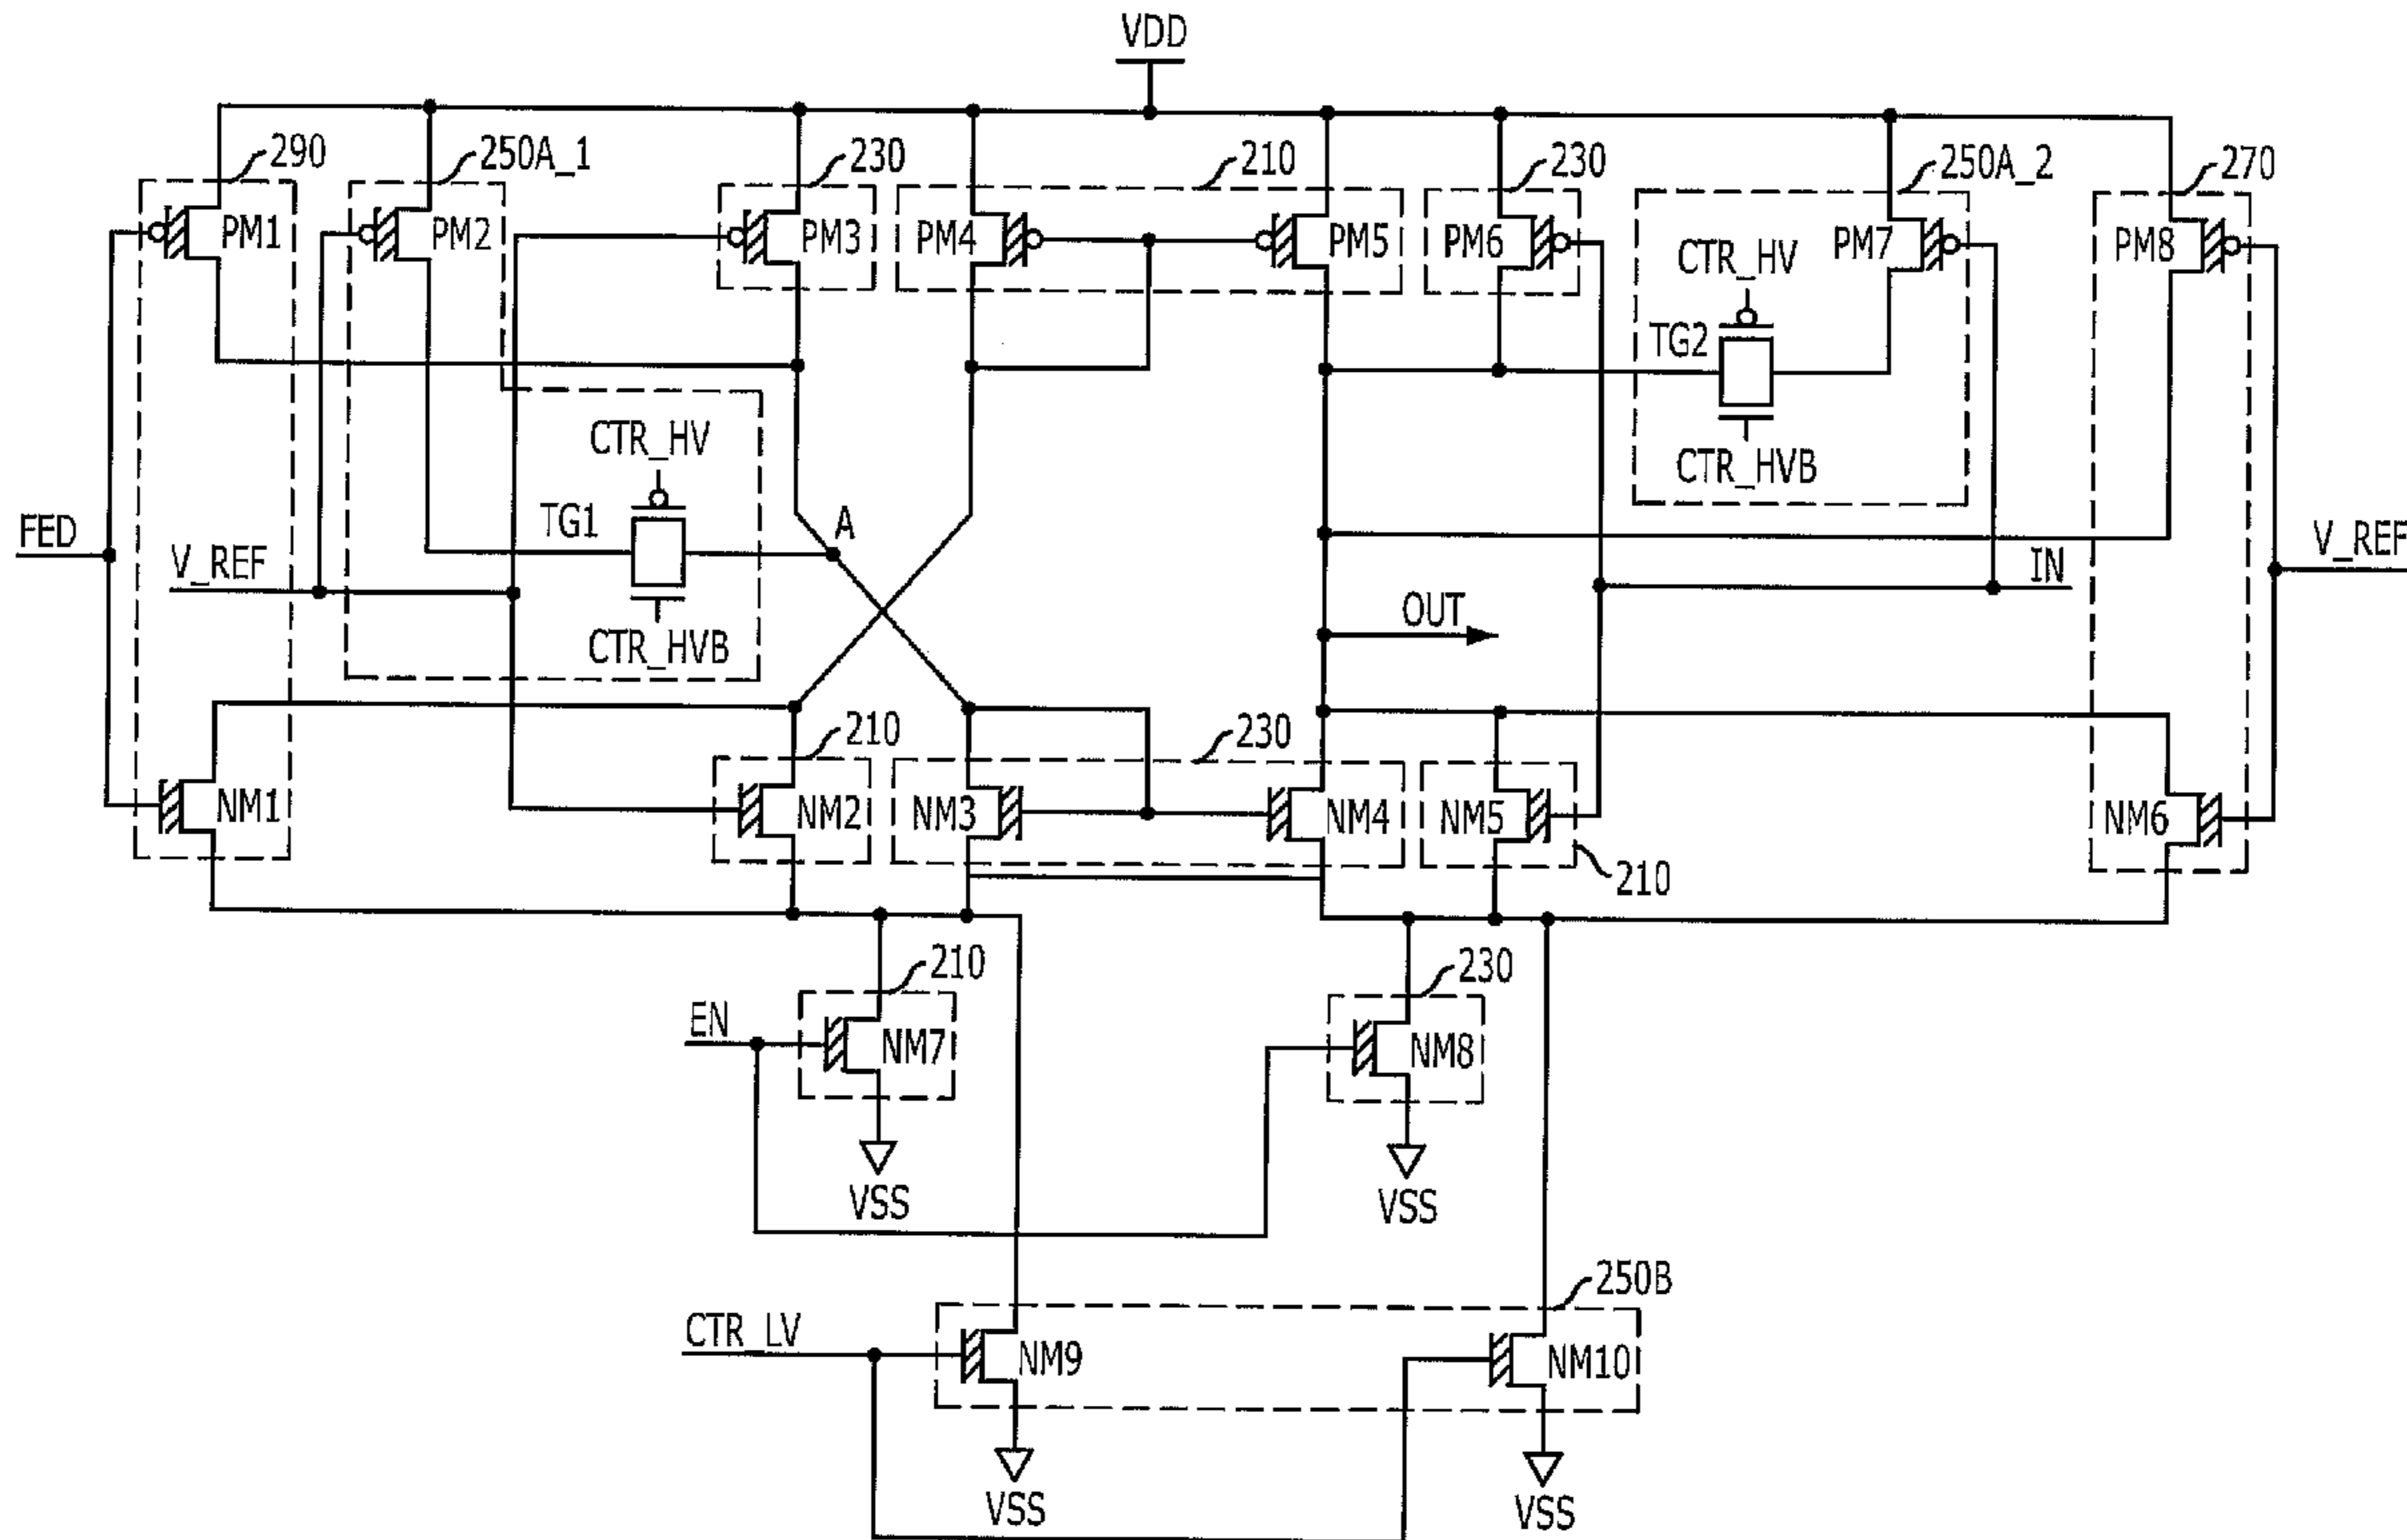 VDD
290
250A_1
230
210
230
250A_2
270
PM1
PM2
PM3
PM4
PM5
PM6
PM7
PM8
CTR_HV
TG2
CTR_HVB
CTR_HV
TG1
A
CTR_HVB
FED
V_REF
IN
V_REF
OUT
210
230
NM1
NM2
NM3
NM4
NM5
NM6
210
210
230
EN
NM7
NM8
VSS
VSS
250B
CTR_LV
NM9
NM10
VSS
VSS